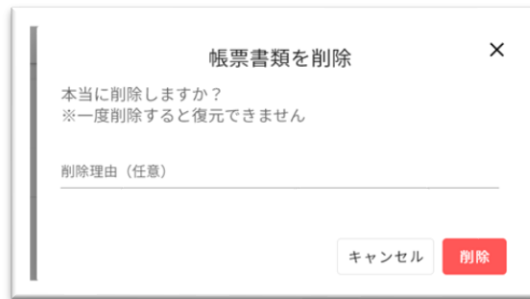 帳票書類を削除
本当に削除しますか？
※一度削除すると復元できません
削除理由（任意）
キャンセル 削除